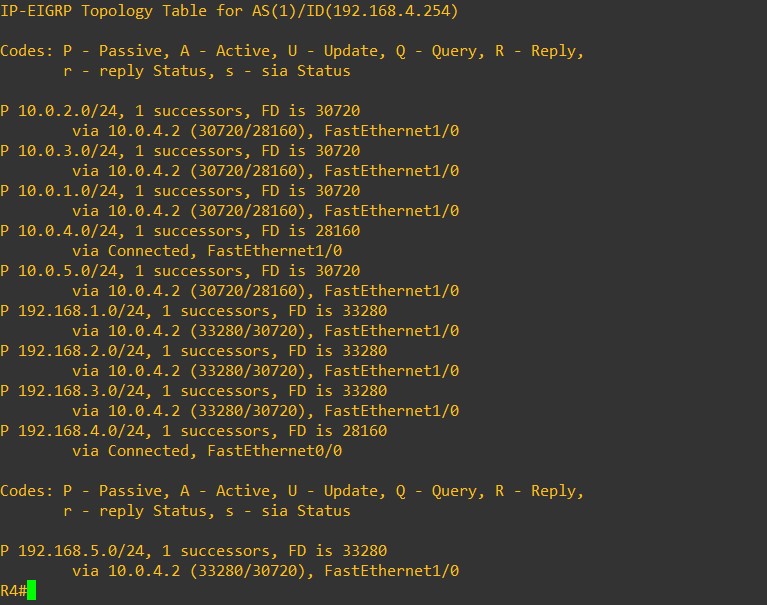 IP-EIGRP Topology Table for AS(1)/ID(192.168.4.254)
Codes: P - Passive, A - Active, U - Update, Q - Query, R - Reply,
r - reply Status, s - sia Status
P 10.0.2.0/24, 1 successors, FD is 30720
via 10.0.4.2 (30720/28160), FastEthernet1/0
P 10.0.3.0/24, 1 successors, FD is 30720
via 10.0.4.2 (30720/28160), FastEthernet1/0
P 10.0.1.0/24, 1 successors, FD is 30720
via 10.0.4.2 (30720/28160), FastEthernet1/0
P 10.0.4.0/24, 1 successors, FD is 28160
via Connected, FastEthernet1/0
P 10.0.5.0/24, 1 successors, FD is 30720
via 10.0.4.2 (30720/28160), FastEthernet1/0
P 192.168.1.0/24, 1 successors, FD is 33280
via 10.0.4.2 (33280/30720), FastEthernet1/0
P 192.168.2.0/24, 1 successors, FD is 33280
via 10.0.4.2 (33280/30720), FastEthernet1/0
P 192.168.3.0/24, 1 successors, FD is 33280
via 10.0.4.2 (33280/30720), FastEthernet1/0
P 192.168.4.0/24, 1 successors, FD is 28160
via Connected, FastEthernet0/0
Codes: P - Passive, A - Active, U - Update, Q - Query, R - Reply,
r - reply Status, s - sia Status
P 192.168.5.0/24, 1 successors, FD is 33280
via 10.0.4.2 (33280/30720), FastEthernet1/0
R4#